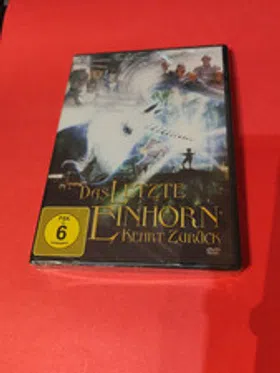 Das Letzte
Einhorn
Kehrt Zurück
FSK
6
DVD